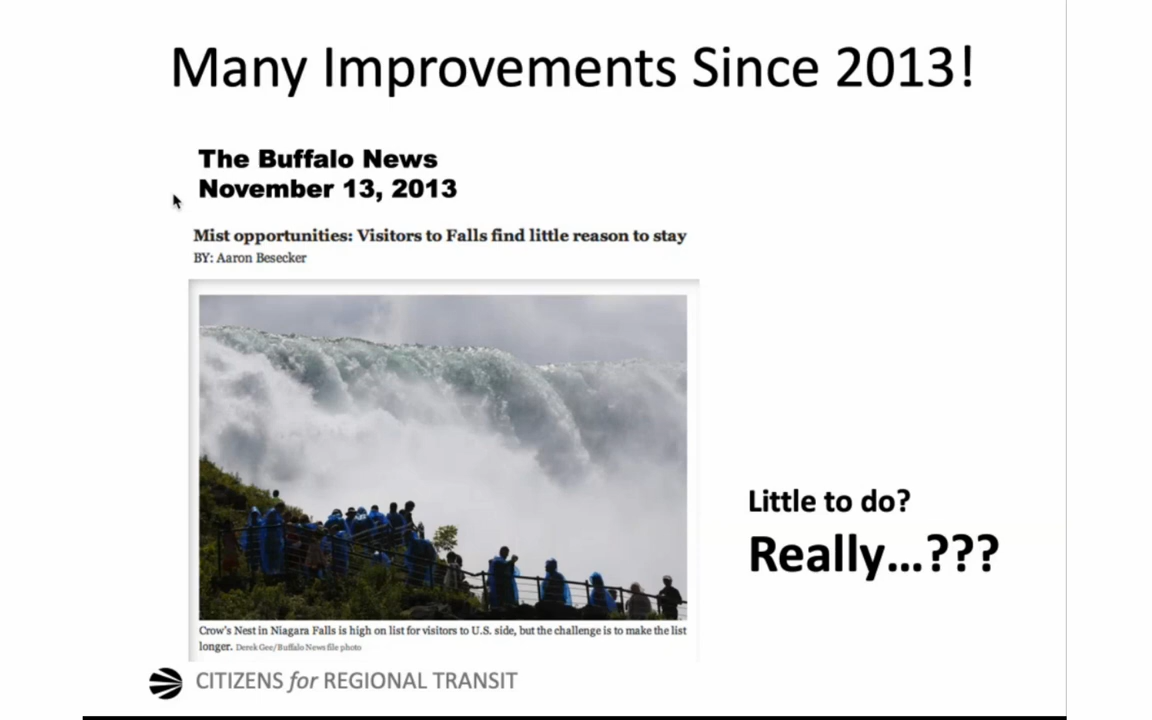 Many Improvements Since 2013!
The Buffalo News
November 13, 2013
Mist opportunities: Visitors to Falls find little reason to stay
BY: Aaron Besecker
Little to do?
Really...???
Crow's Nest in Niagara Falls is high on list for visitors to U.S. side, but the challenge is to make the list
longer. Derek Gee/Buffalo News file photo
CITIZENS for REGIONAL TRANSIT